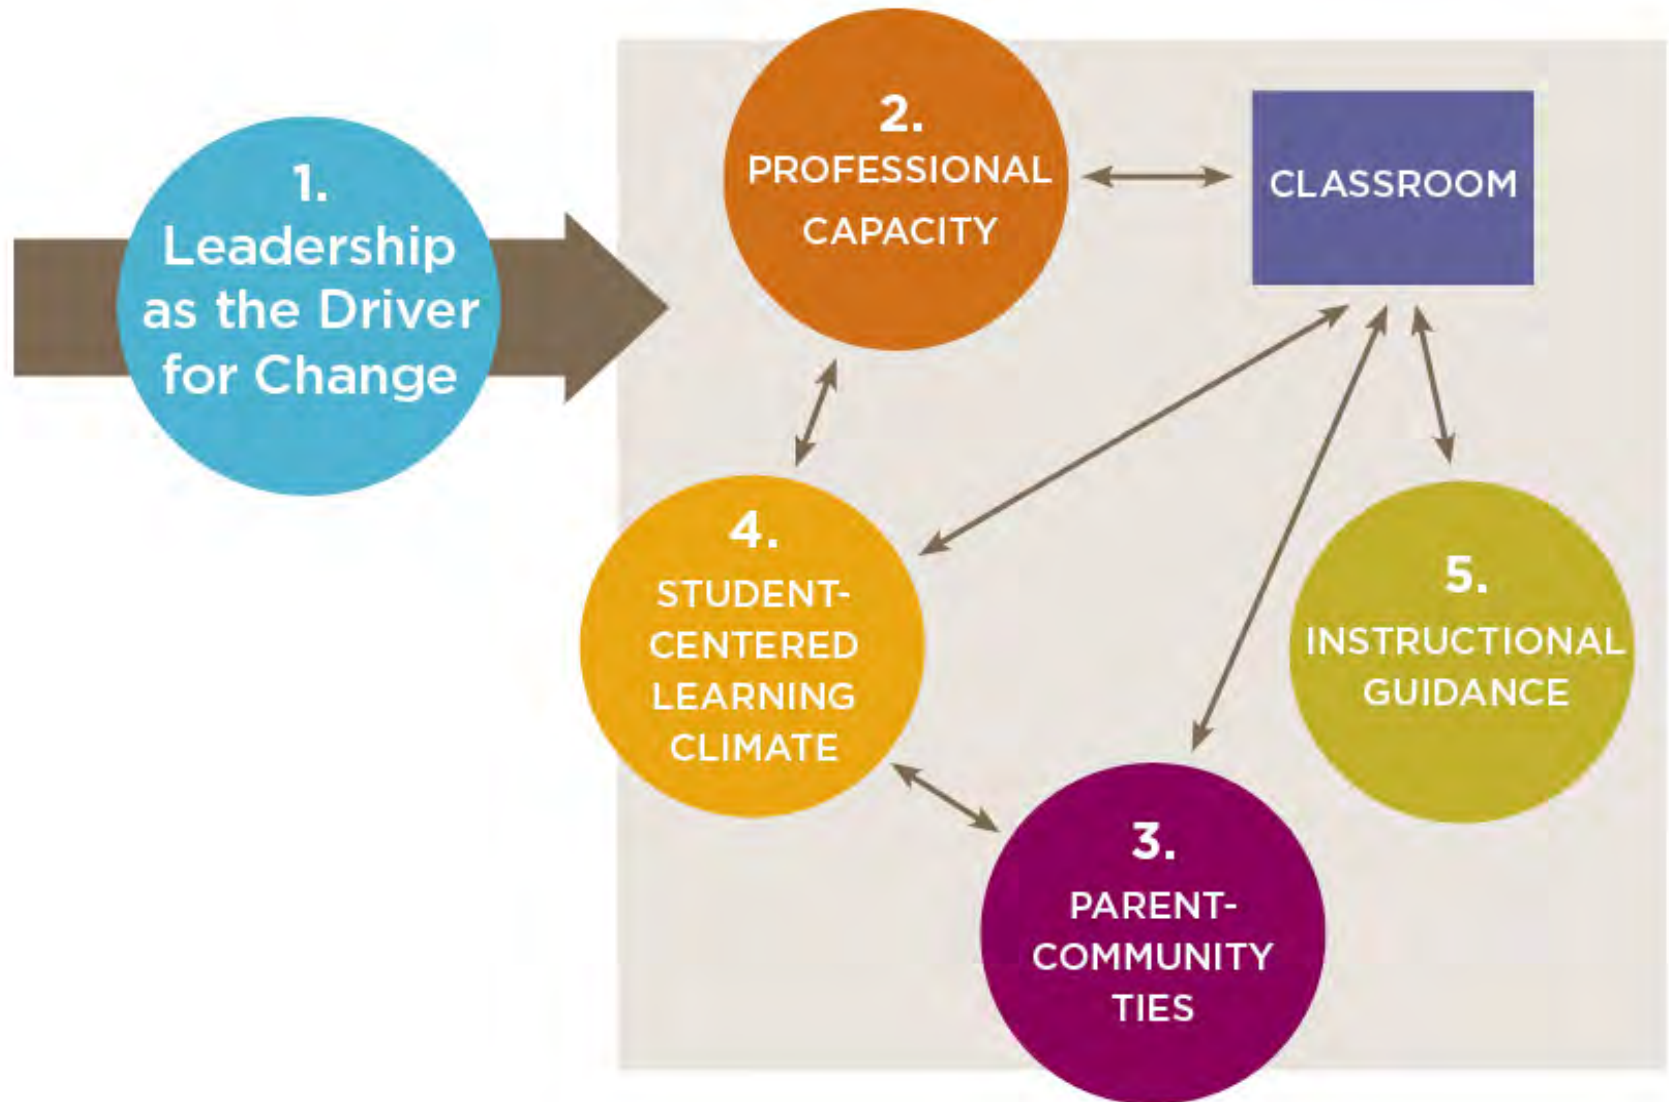 1.
Leadership
as the Driver
for Change
2.
PROFESSIONAL
CAPACITY
CLASSROOM
4.
STUDENT-
CENTERED
LEARNING
CLIMATE
5.
INSTRUCTIONAL
GUIDANCE
3.
PARENT-
COMMUNITY
TIES